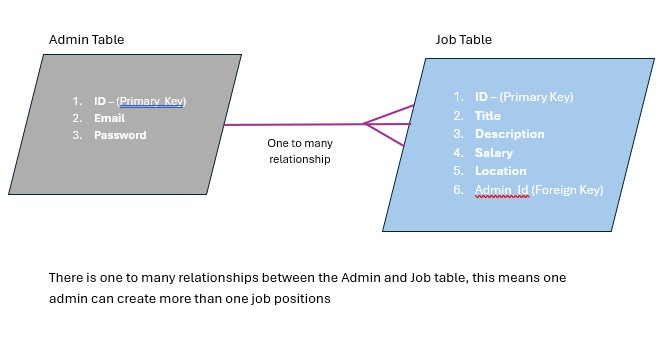 Admin Table
1. ID – (Primary Key)
2. Email
3. Password
One to many
relationship
Job Table
1. ID – (Primary Key)
2. Title
3. Description
4. Salary
5. Location
6. Admin_Id (Foreign Key)
There is one to many relationships between the Admin and Job table, this means one
admin can create more than one job positions